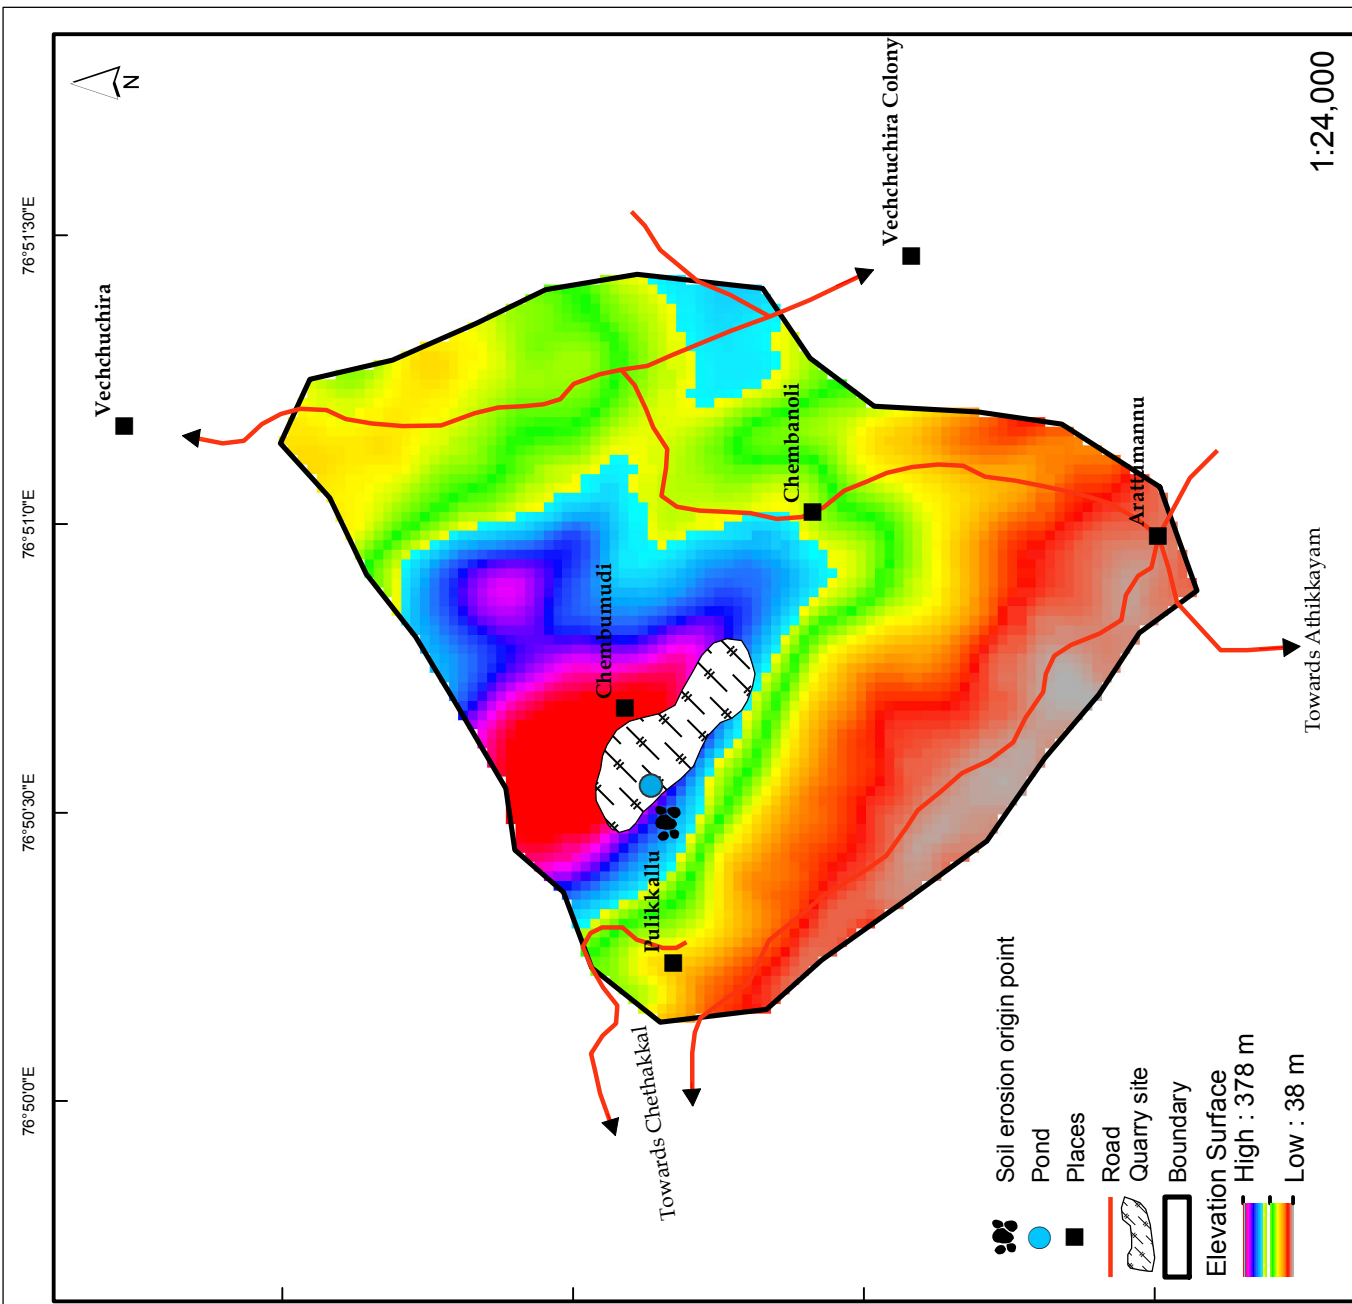 N
76°50'0"E
76°50'30"E
76°51'0"E
76°51'30"E
Vechchuchira
Vechchuchira Colony
Chembanoli
Chembumudi
Pulikkallu
Arattumannu
Towards Chethakkal
Towards Athikkayam
Soil erosion origin point
Pond
Places
Road
Quarry site
Boundary
Elevation Surface
High : 378 m
Low : 38 m
1:24,000